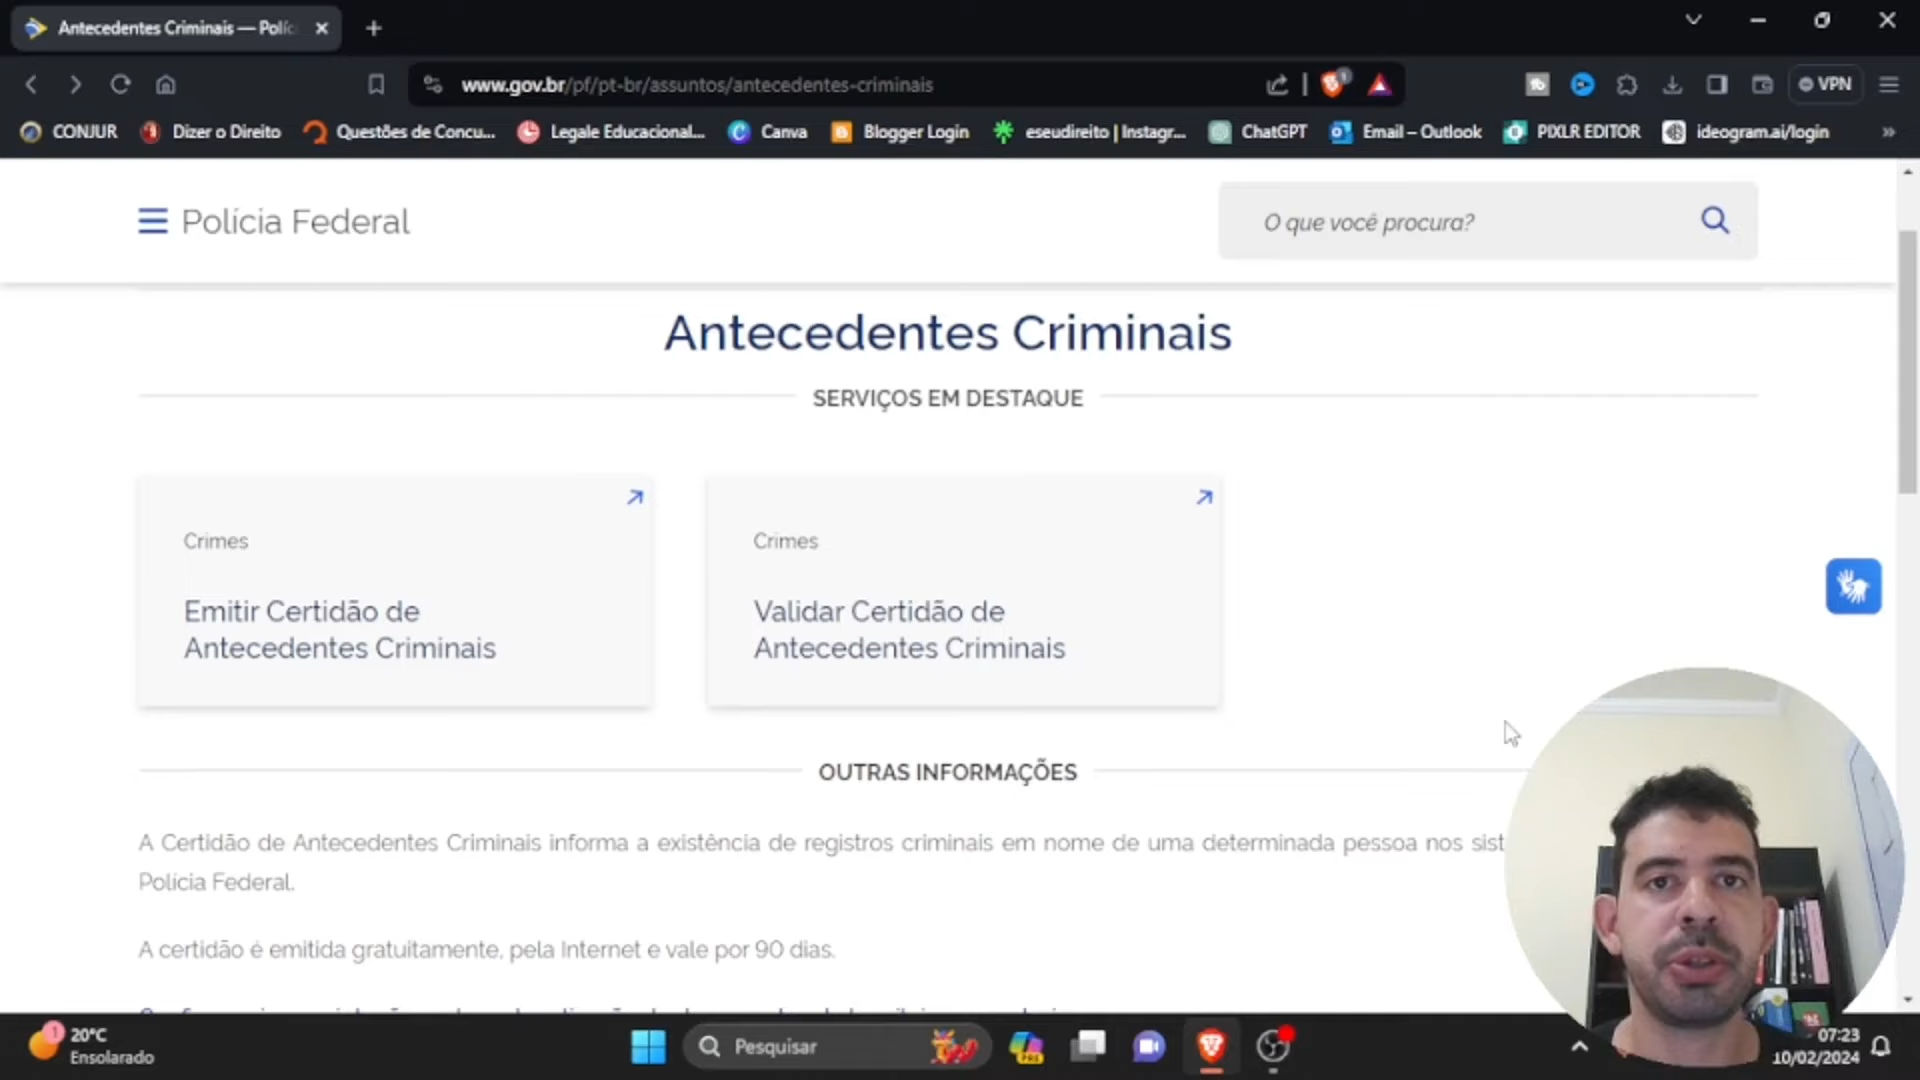 Antecedentes Criminais — Políc
www.gov.br/pf/pt-br/assuntos/antecedentes-criminais
VPN
CONJUR
Dizer o Direito
Questões de Concu...
Legale Educacional...
Canva
Blogger Login
eseudireito | Instagr...
ChatGPT
Email – Outlook
PIXLR EDITOR
ideogram.ai/login
Polícia Federal
O que você procura?
Antecedentes Criminais
SERVIÇOS EM DESTAQUE
Crimes
Emitir Certidão de
Antecedentes Criminais
Crimes
Validar Certidão de
Antecedentes Criminais
OUTRAS INFORMAÇÕES
A Certidão de Antecedentes Criminais informa a existência de registros criminais em nome de uma determinada pessoa nos sist
Polícia Federal.
A certidão é emitida gratuitamente, pela Internet e vale por 90 dias.
1
20°C
Ensolarado
Pesquisar
PRE
07:23
10/02/2024